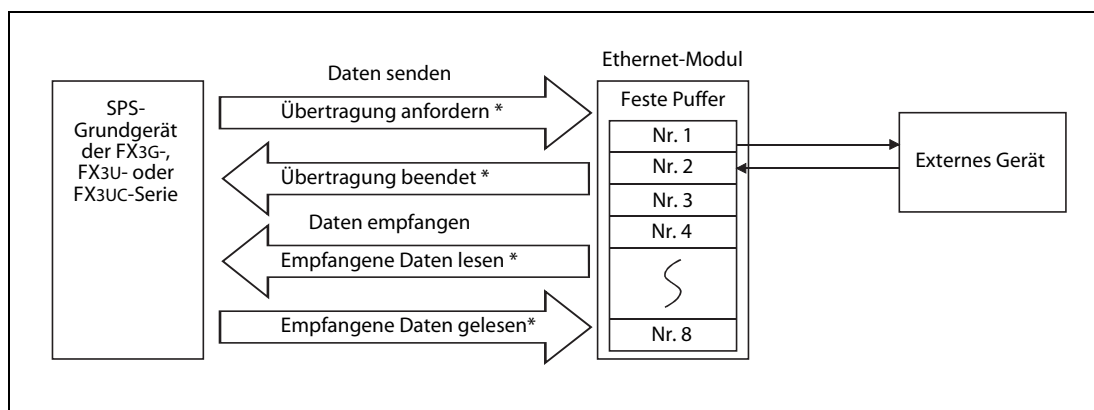 Ethernet-Modul
Daten senden
SPS-
Grundgerät
der FX3G-,
FX3U- oder
FX3UC-Serie
Übertragung anfordern *
Übertragung beendet *
Daten empfangen
Empfangene Daten lesen *
Empfangene Daten gelesen*
Feste Puffer
Nr. 1
Nr. 2
Nr. 3
Nr. 4
Nr. 8
Externes Gerät